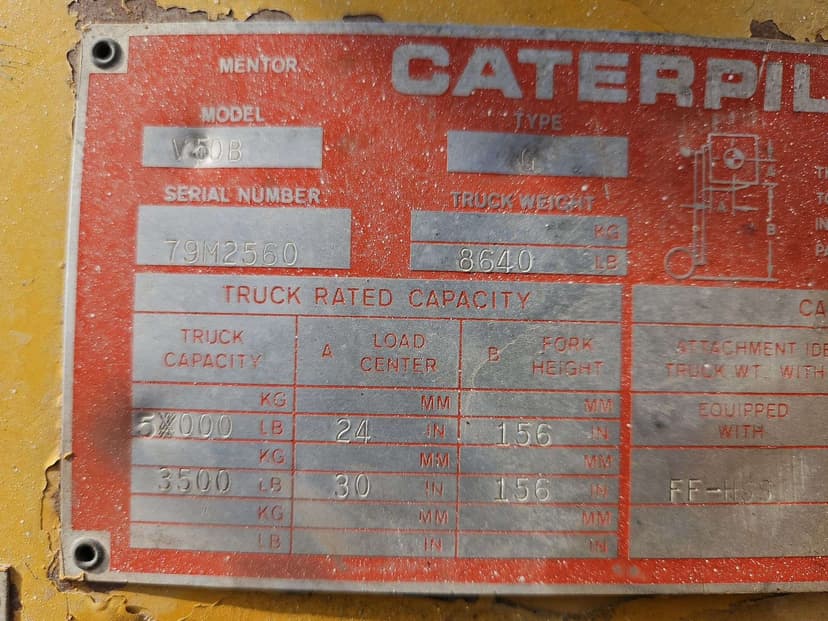 MENTOR. CATERPIL
MODEL TYPE
V50B G
SERIAL NUMBER TRUCK WEIGHT
KG
79M2560 8640 LB
A
A
B
TRUCK RATED CAPACITY CA
TRUCK CAPACITY A LOAD CENTER B FORK HEIGHT ATTACHMENT IDE
TRUCK WT. WITH
KG MM MM EQUIPPED
5000 LB 24 IN 156 IN WITH
KG MM MM
3500 LB 30 IN 156 IN
KG MM MM
LB IN IN